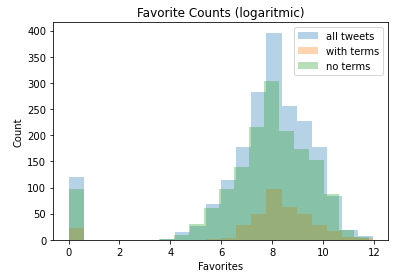 Favorite Counts (logaritmic)
all tweets
with terms
no terms
400
350
300
250
200
150
100
50
0
Count
0 2 4 6 8 10 12
Favorites